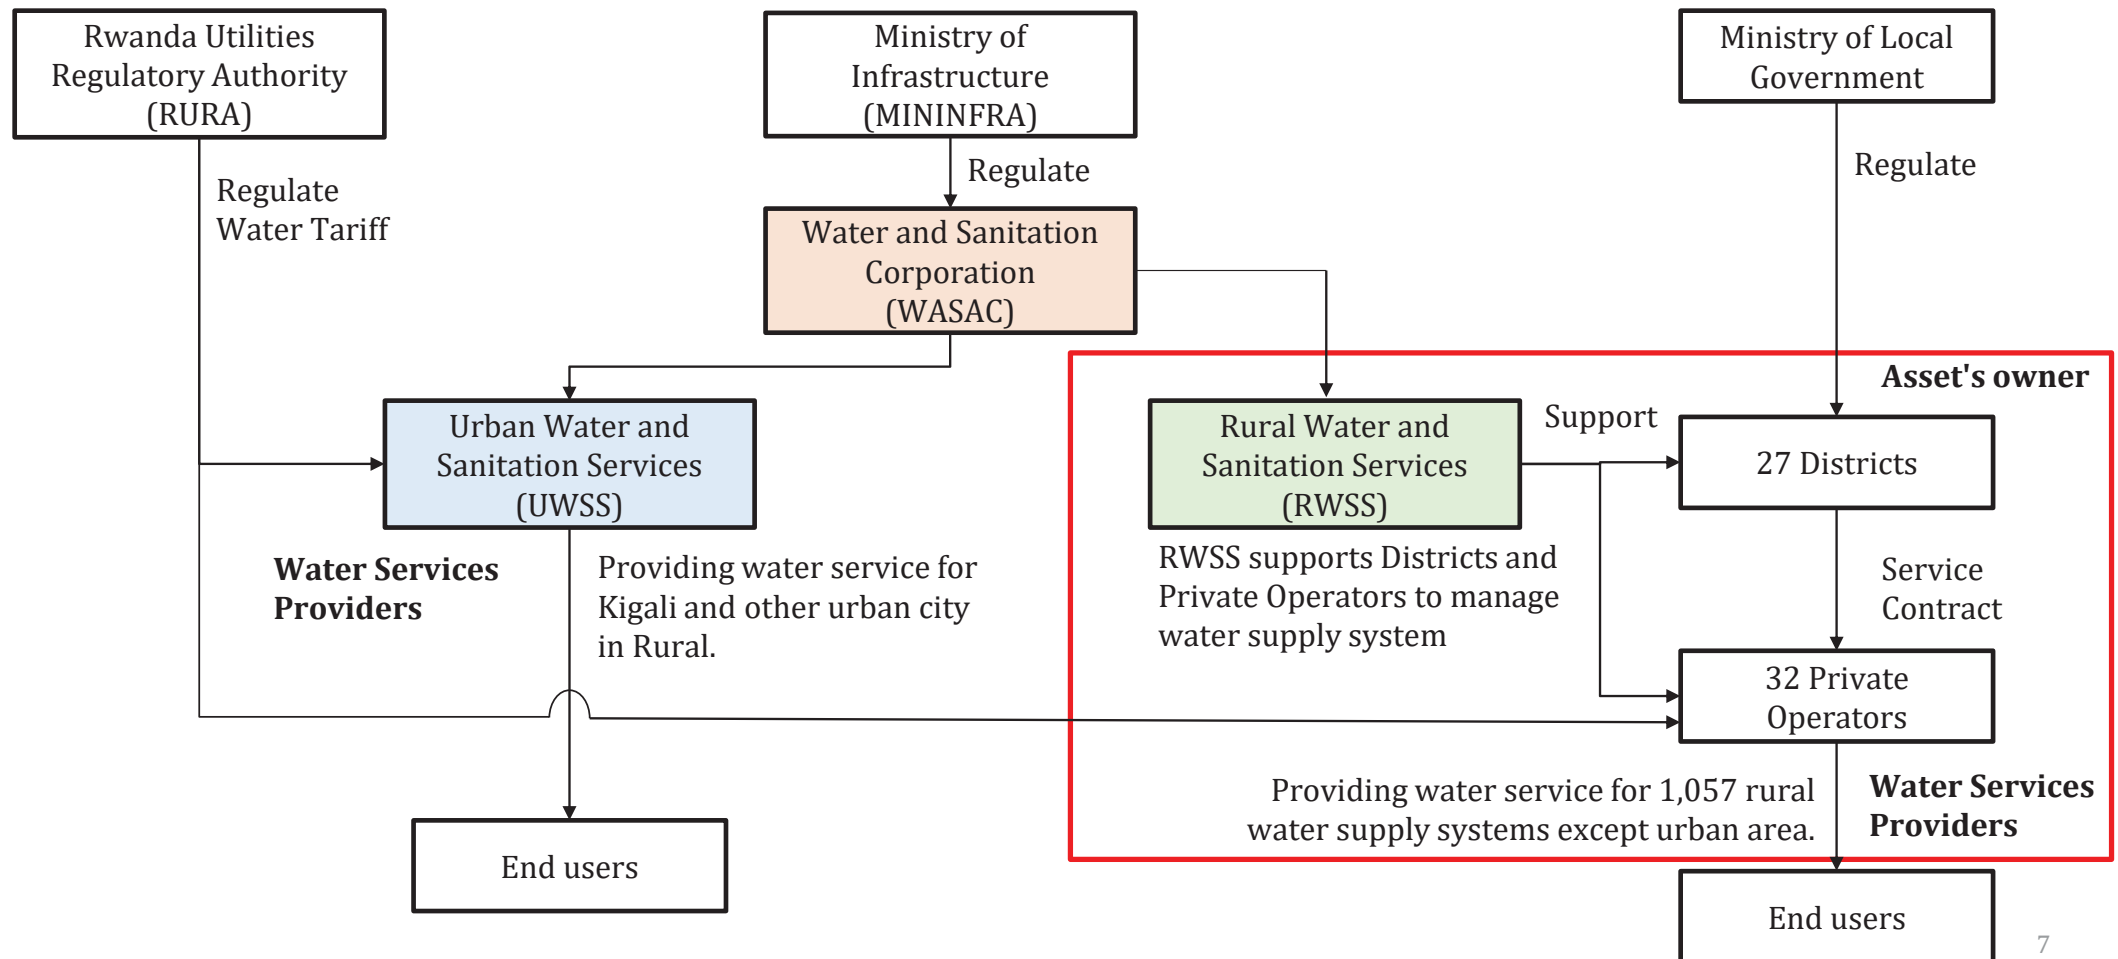 Rwanda Utilities
Regulatory Authority
(RURA)
Ministry of
Infrastructure
(MININFRA)
Ministry of Local
Government
Regulate
Water Tariff
Regulate
Regulate
Water and Sanitation
Corporation
(WASAC)
Asset's owner
Urban Water and
Sanitation Services
(UWSS)
Rural Water and
Sanitation Services
(RWSS)
Support
27 Districts
Water Services
Providers
Providing water service for
Kigali and other urban city
in Rural.
RWSS supports Districts and
Private Operators to manage
water supply system
Service
Contract
32 Private
Operators
Providing water service for 1,057 rural
water supply systems except urban area.
Water Services
Providers
End users
End users
7